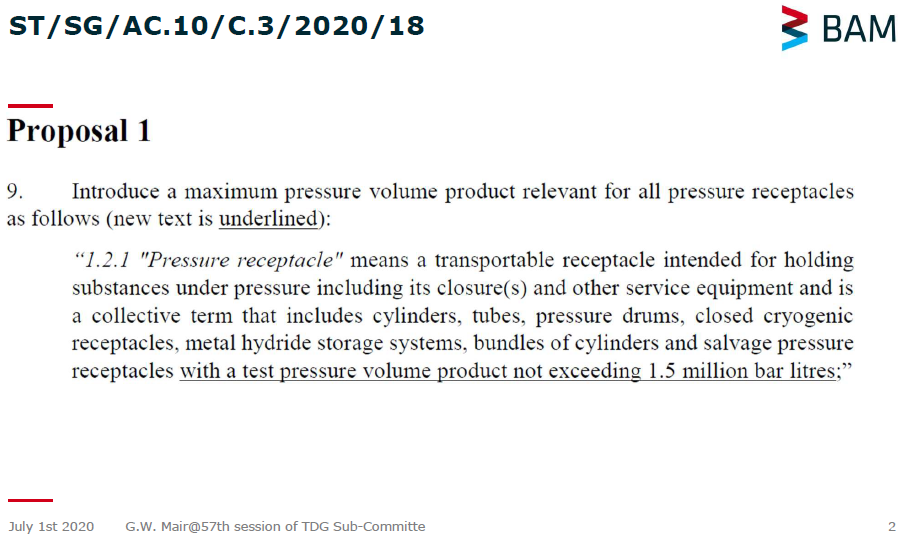 ST/SG/AC.10/C.3/2020/18
BAM
Proposal 1
9. Introduce a maximum pressure volume product relevant for all pressure receptacles
as follows (new text is underlined):
“1.2.1 "Pressure receptacle" means a transportable receptacle intended for holding
substances under pressure including its closure(s) and other service equipment and is
a collective term that includes cylinders, tubes, pressure drums, closed cryogenic
receptacles, metal hydride storage systems, bundles of cylinders and salvage pressure
receptacles with a test pressure volume product not exceeding 1.5 million bar litres;”
July 1st 2020 G.W. Mair@57th session of TDG Sub-Committe 2